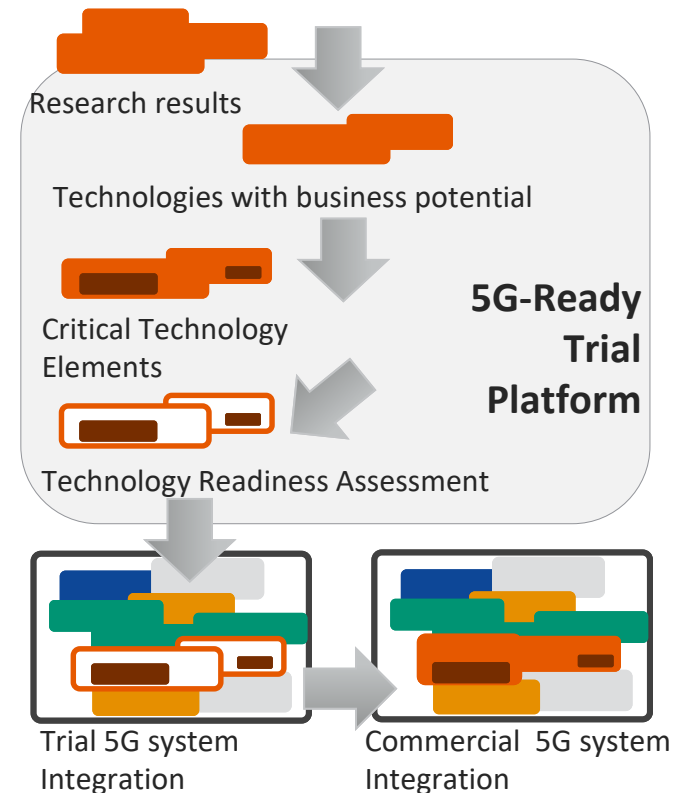 Research results
Technologies with business potential
5G-Ready
Trial
Platform
Critical Technology
Elements
Technology Readiness Assessment
Trial 5G system
Integration
Commercial  5G system
Integration